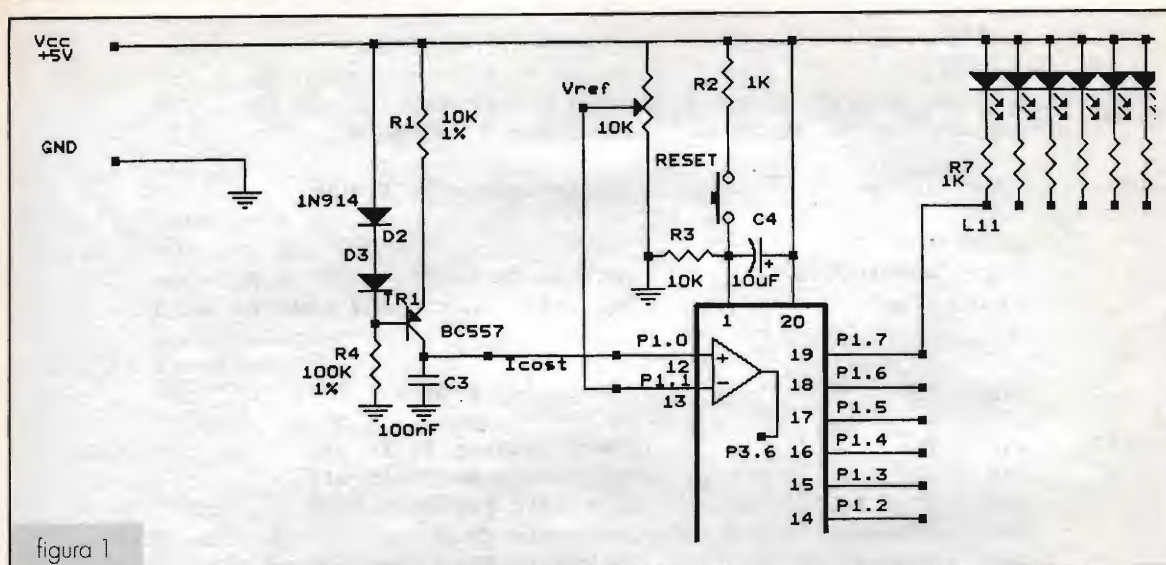 Vcc
+5V
GND
R1
10K
1%
1N914
D2
D3
TR1
BC557
R4
100K
1%
C3
100nF
Icost
Vref
10K
R2
1K
RESET
R3
10K
C4
+
10uF
1
20
P1.0
12
P1.1
13
+
−
P3.6
19
P1.7
18
P1.6
17
P1.5
16
P1.4
15
P1.3
14
P1.2
R7
1K
L11
figura 1